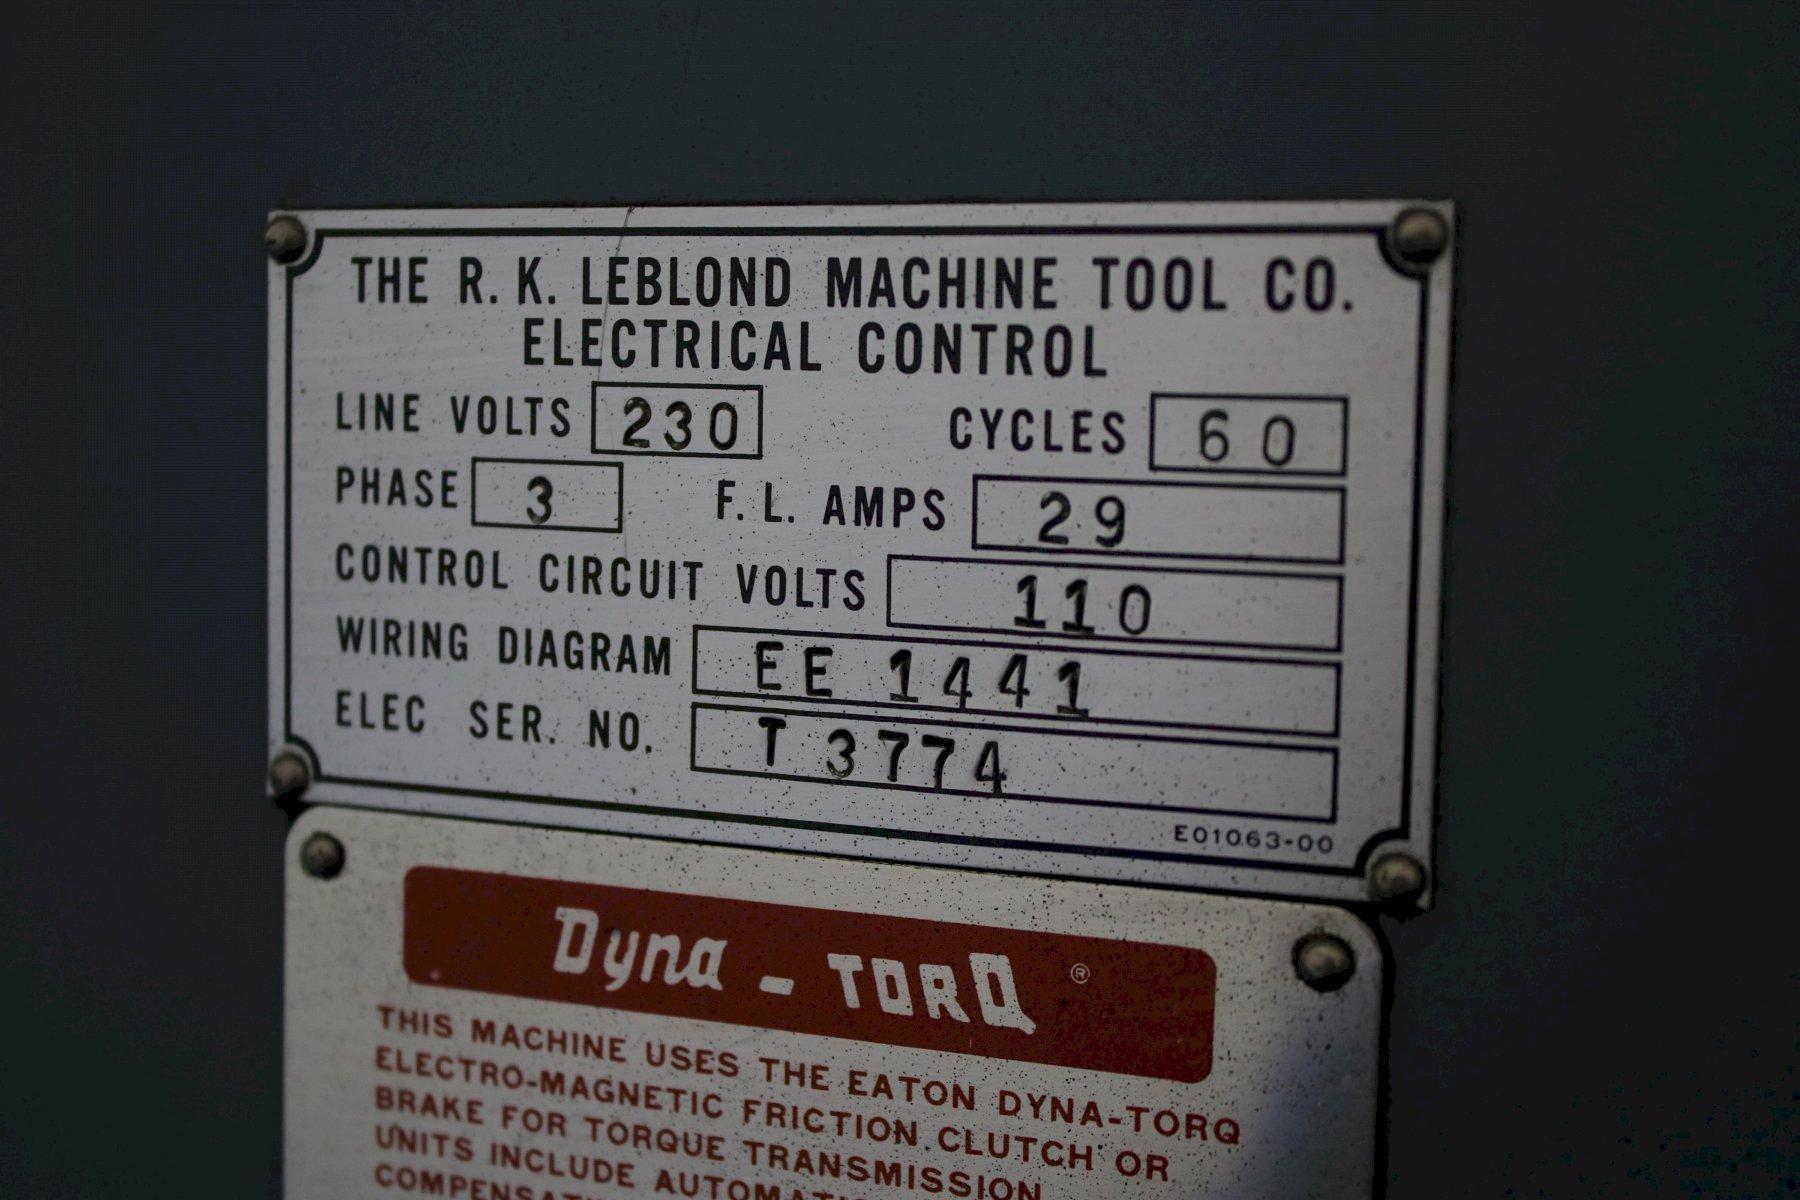 THE R. K. LEBLOND MACHINE TOOL CO.
ELECTRICAL CONTROL
LINE VOLTS 230 CYCLES 60
PHASE 3 F. L. AMPS 29
CONTROL CIRCUIT VOLTS 110
WIRING DIAGRAM EE 1441
ELEC SER. NO. T 3774
E01063-00
Dyna - TORQ ®
THIS MACHINE USES THE EATON DYNA-TORQ
ELECTRO-MAGNETIC FRICTION CLUTCH OR
BRAKE FOR TORQUE TRANSMISSION
UNITS INCLUDE